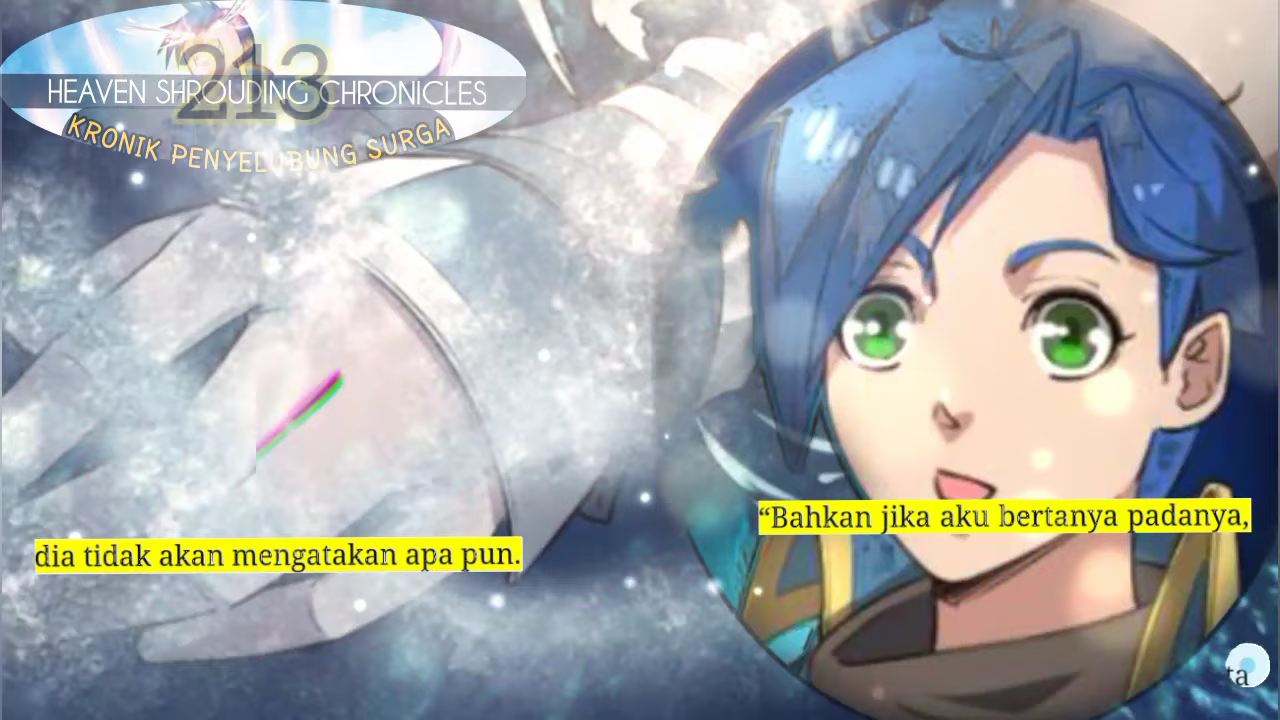 213
HEAVEN SHROUDING CHRONICLES
KRONIK PENYELUBUNG SURGA
“Bahkan jika aku bertanya padanya,
dia tidak akan mengatakan apa pun.
ta